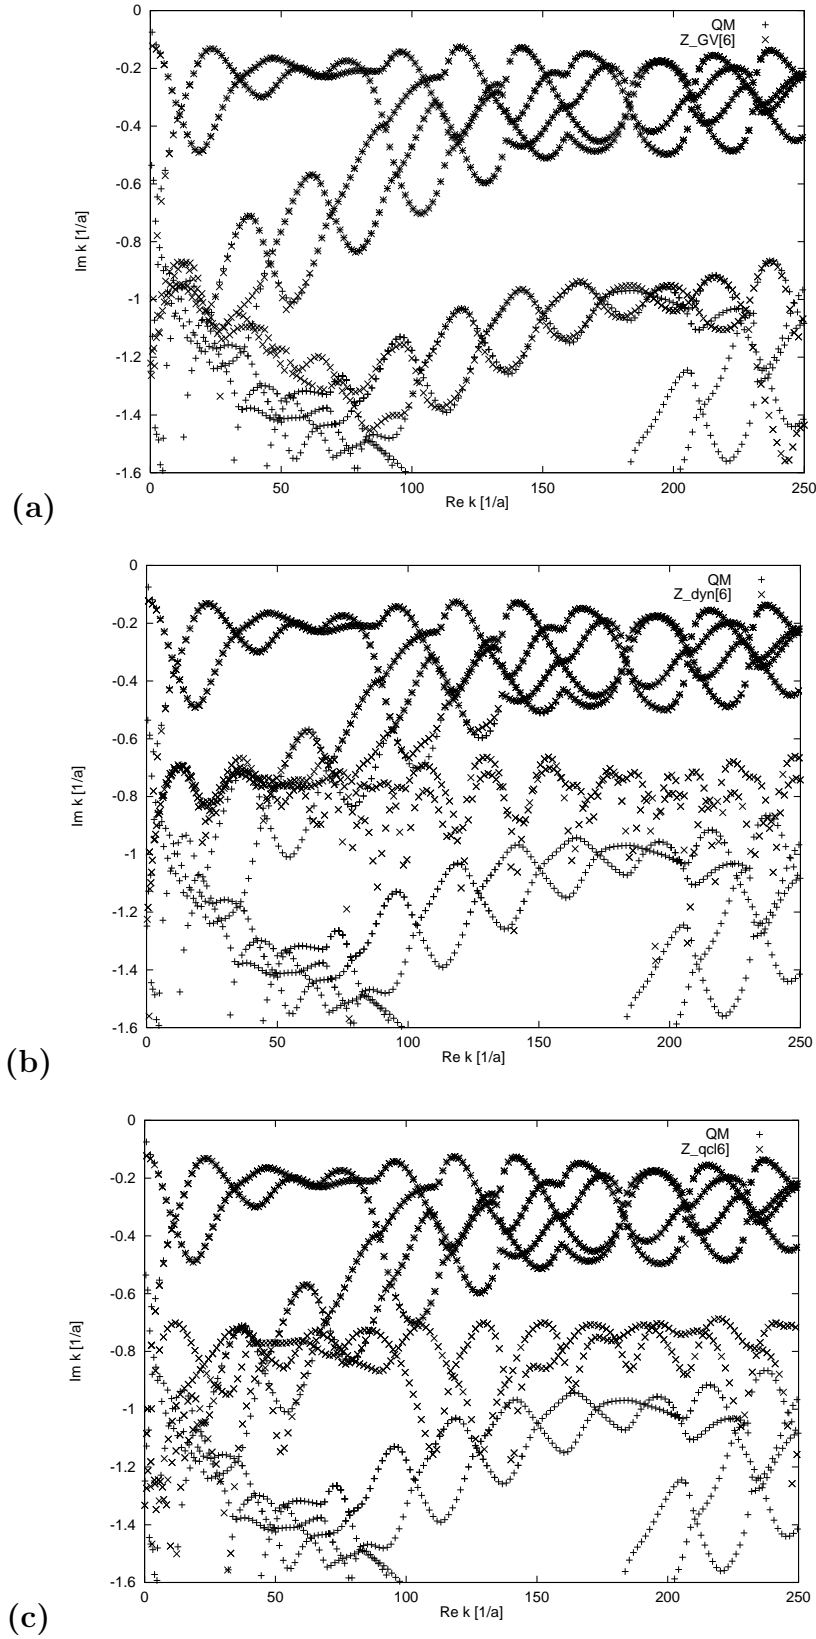 0
-0.2
-0.4
-0.6
-0.8
-1
-1.2
-1.4
-1.6
Im k [1/a]
QM
Z_GV[6]
0 50 100 150 200 250
Re k [1/a]
(a)
0
-0.2
-0.4
-0.6
-0.8
-1
-1.2
-1.4
-1.6
Im k [1/a]
QM
Z_dyn[6]
0 50 100 150 200 250
Re k [1/a]
(b)
0
-0.2
-0.4
-0.6
-0.8
-1
-1.2
-1.4
-1.6
Im k [1/a]
QM
Z_qcl6]
0 50 100 150 200 250
Re k [1/a]
(c)